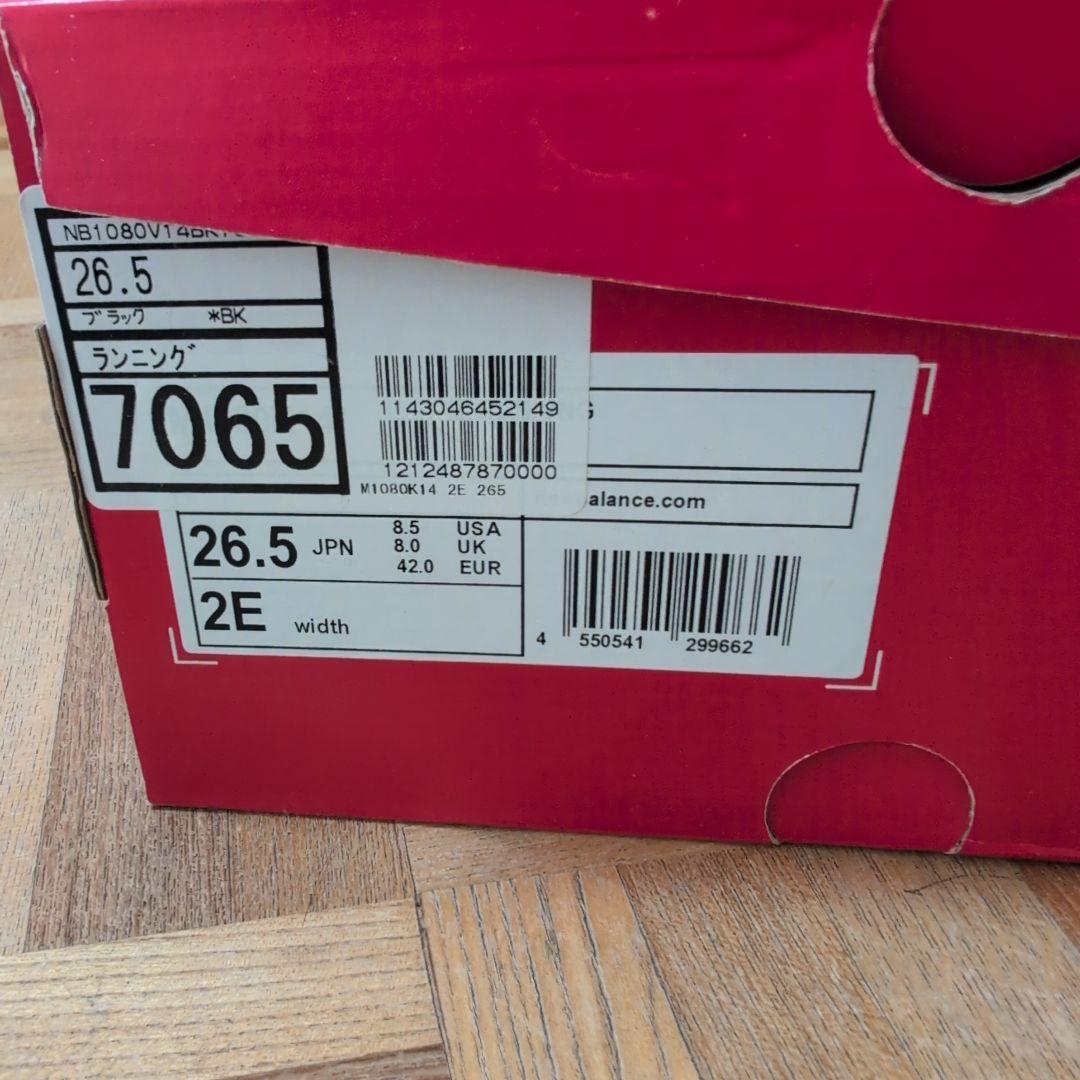 NB1080V14BK
26.5
ブラック *BK
ランニング
7065
1143046452149
1212487870000
M1080K14 2E 265
NG
alance.com
26.5 JPN
8.5 USA
8.0 UK
42.0 EUR
2E width
4 550541 299662